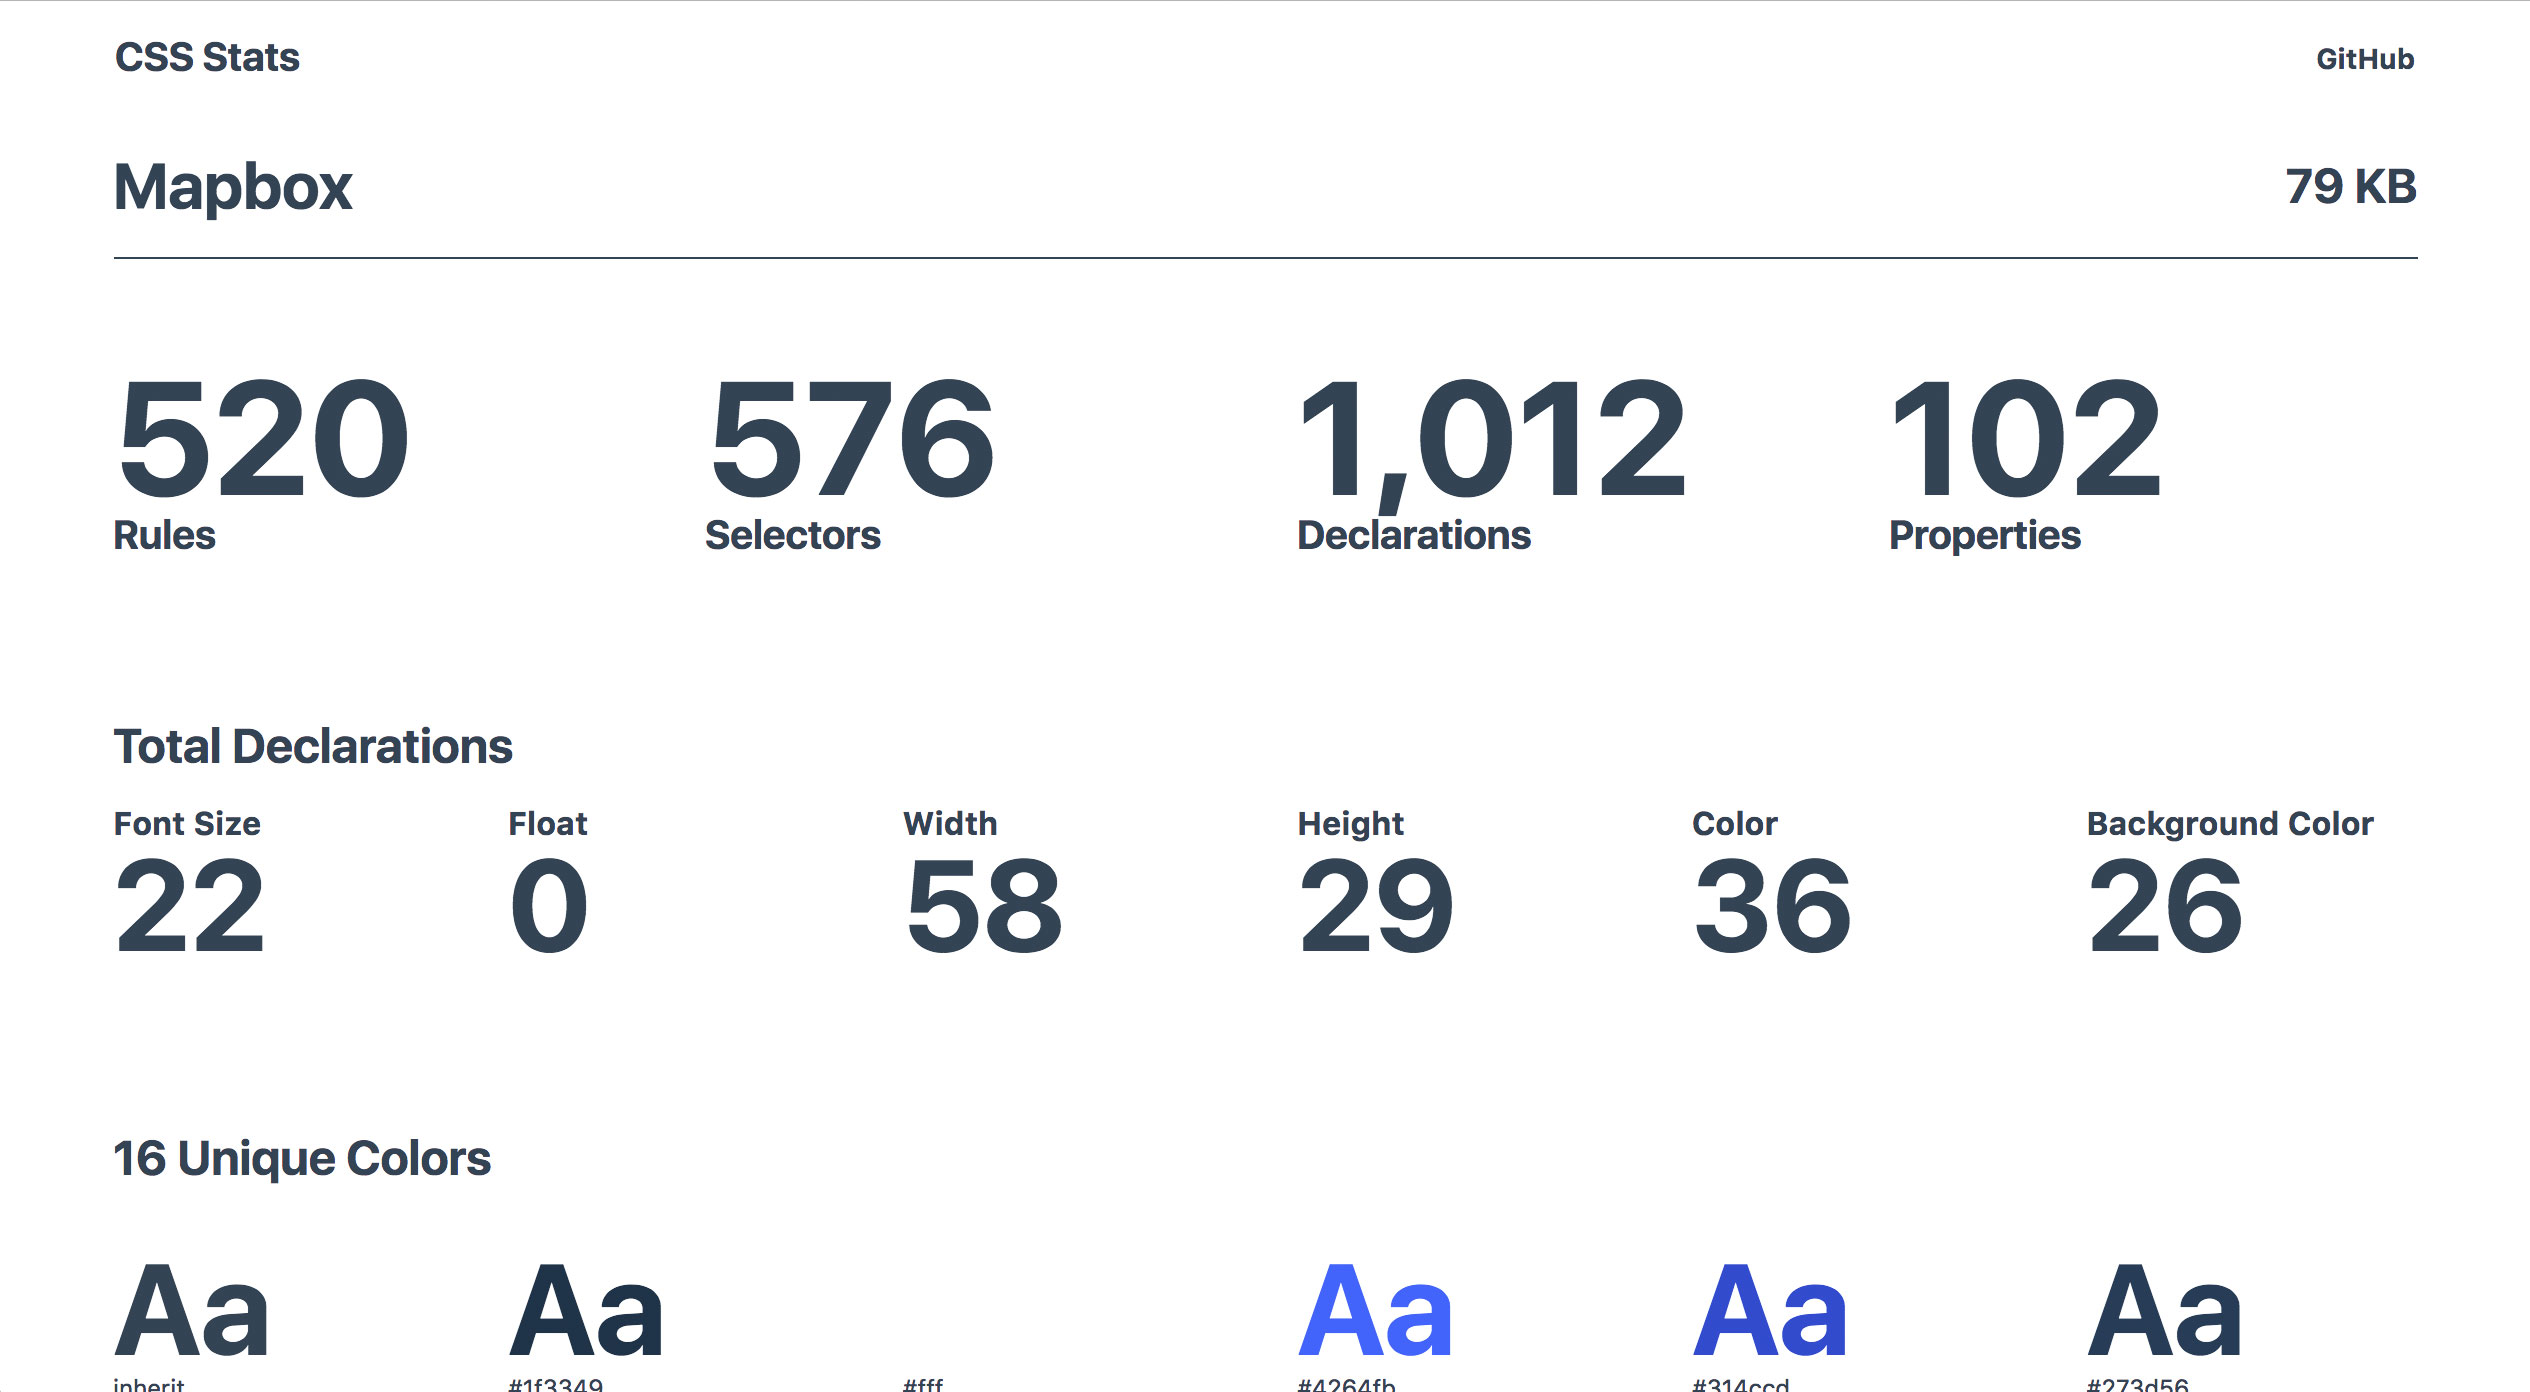 CSS Stats GitHub
Mapbox 79 KB
520 576 1,012 102
Rules Selectors Declarations Properties
Total Declarations
Font Size Float Width Height Color Background Color
22 0 58 29 36 26
16 Unique Colors
Aa Aa Aa Aa Aa
inherit #1f3349 #fff #4264fb #314ccd #273d56